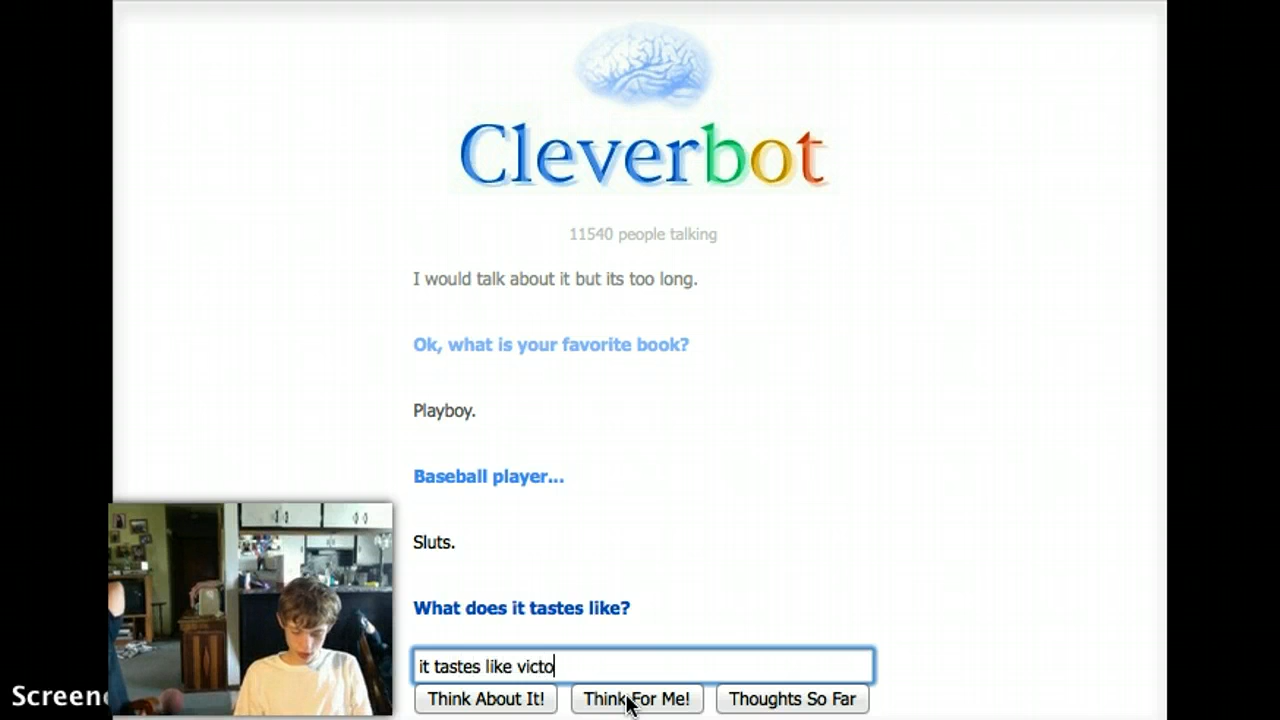 Cleverbot
11540 people talking
I would talk about it but its too long.
Ok, what is your favorite book?
Playboy.
Baseball player...
Sluts.
What does it tastes like?
it tastes like victo
Think About It! Think For Me! Thoughts So Far